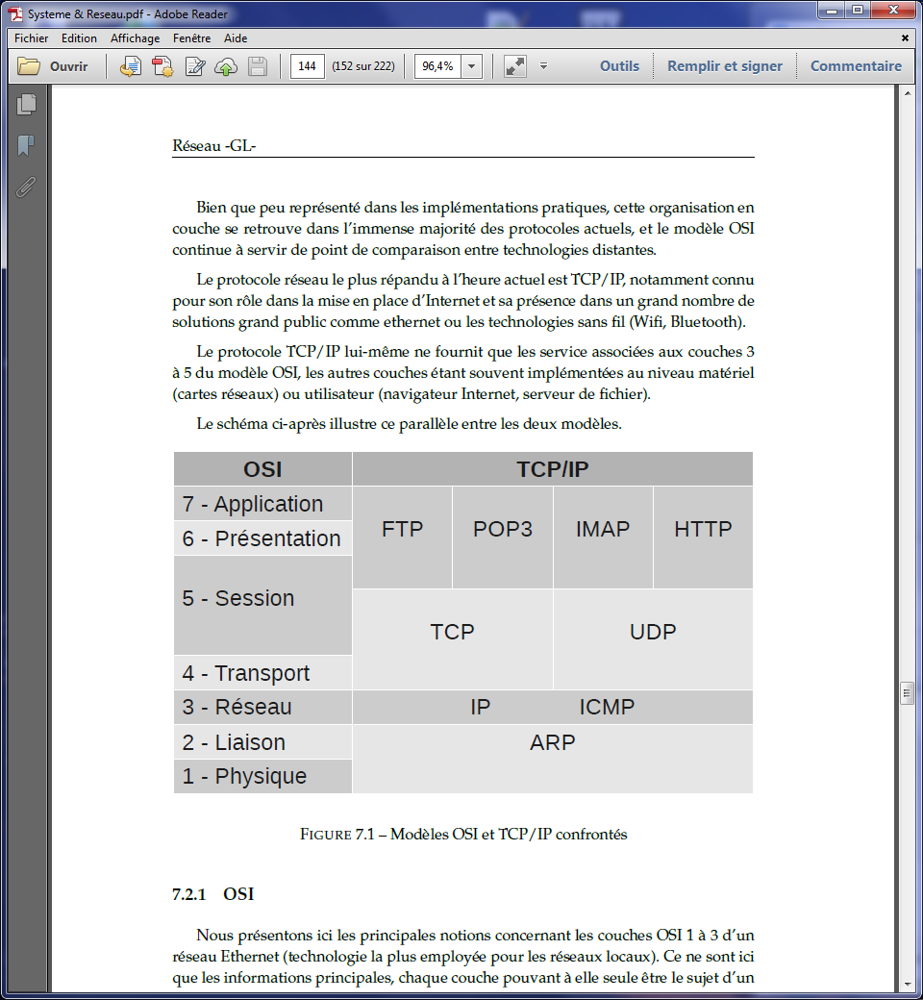 Systeme & Reseau.pdf - Adobe Reader
Fichier Edition Affichage Fenêtre Aide
Ouvrir 144 (152 sur 222) 96,4% Outils Remplir et signer Commentaire
Réseau -GL-
Bien que peu représenté dans les implémentations pratiques, cette organisation en
couche se retrouve dans l'immense majorité des protocoles actuels, et le modèle OSI
continue à servir de point de comparaison entre technologies distantes.
Le protocole réseau le plus répandu à l'heure actuel est TCP/IP, notamment connu
pour son rôle dans la mise en place d'Internet et sa présence dans un grand nombre de
solutions grand public comme ethernet ou les technologies sans fil (Wifi, Bluetooth).
Le protocole TCP/IP lui-même ne fournit que les service associées aux couches 3
à 5 du modèle OSI, les autres couches étant souvent implémentées au niveau matériel
(cartes réseaux) ou utilisateur (navigateur Internet, serveur de fichier).
Le schéma ci-après illustre ce parallèle entre les deux modèles.
OSI TCP/IP
7 - Application
FTP POP3 IMAP HTTP
6 - Présentation
5 - Session
TCP UDP
4 - Transport
3 - Réseau IP ICMP
2 - Liaison ARP
1 - Physique
FIGURE 7.1 – Modèles OSI et TCP/IP confrontés
7.2.1 OSI
Nous présentons ici les principales notions concernant les couches OSI 1 à 3 d'un
réseau Ethernet (technologie la plus employée pour les réseaux locaux). Ce ne sont ici
que les informations principales, chaque couche pouvant à elle seule être le sujet d'un